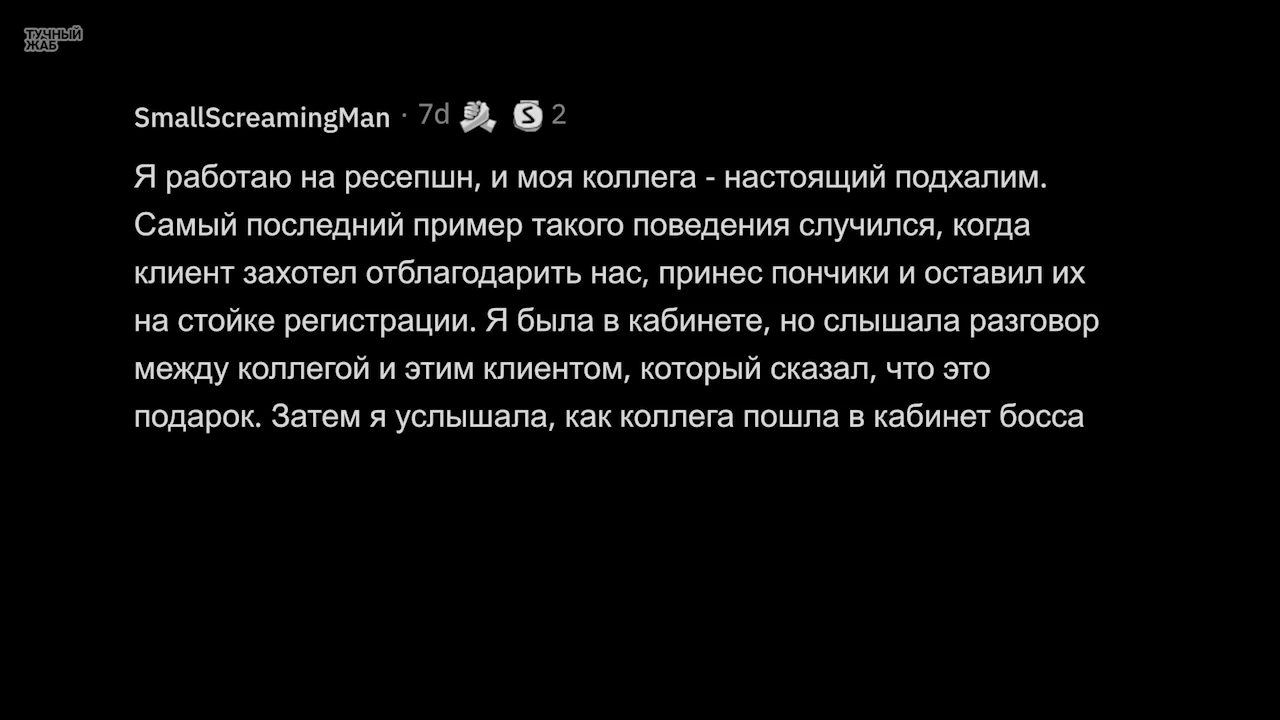 ТУЧНЫЙ
ЖАБ
SmallScreamingMan · 7d 2
Я работаю на ресепшн, и моя коллега - настоящий подхалим.
Самый последний пример такого поведения случился, когда
клиент захотел отблагодарить нас, принес пончики и оставил их
на стойке регистрации. Я была в кабинете, но слышала разговор
между коллегой и этим клиентом, который сказал, что это
подарок. Затем я услышала, как коллега пошла в кабинет босса